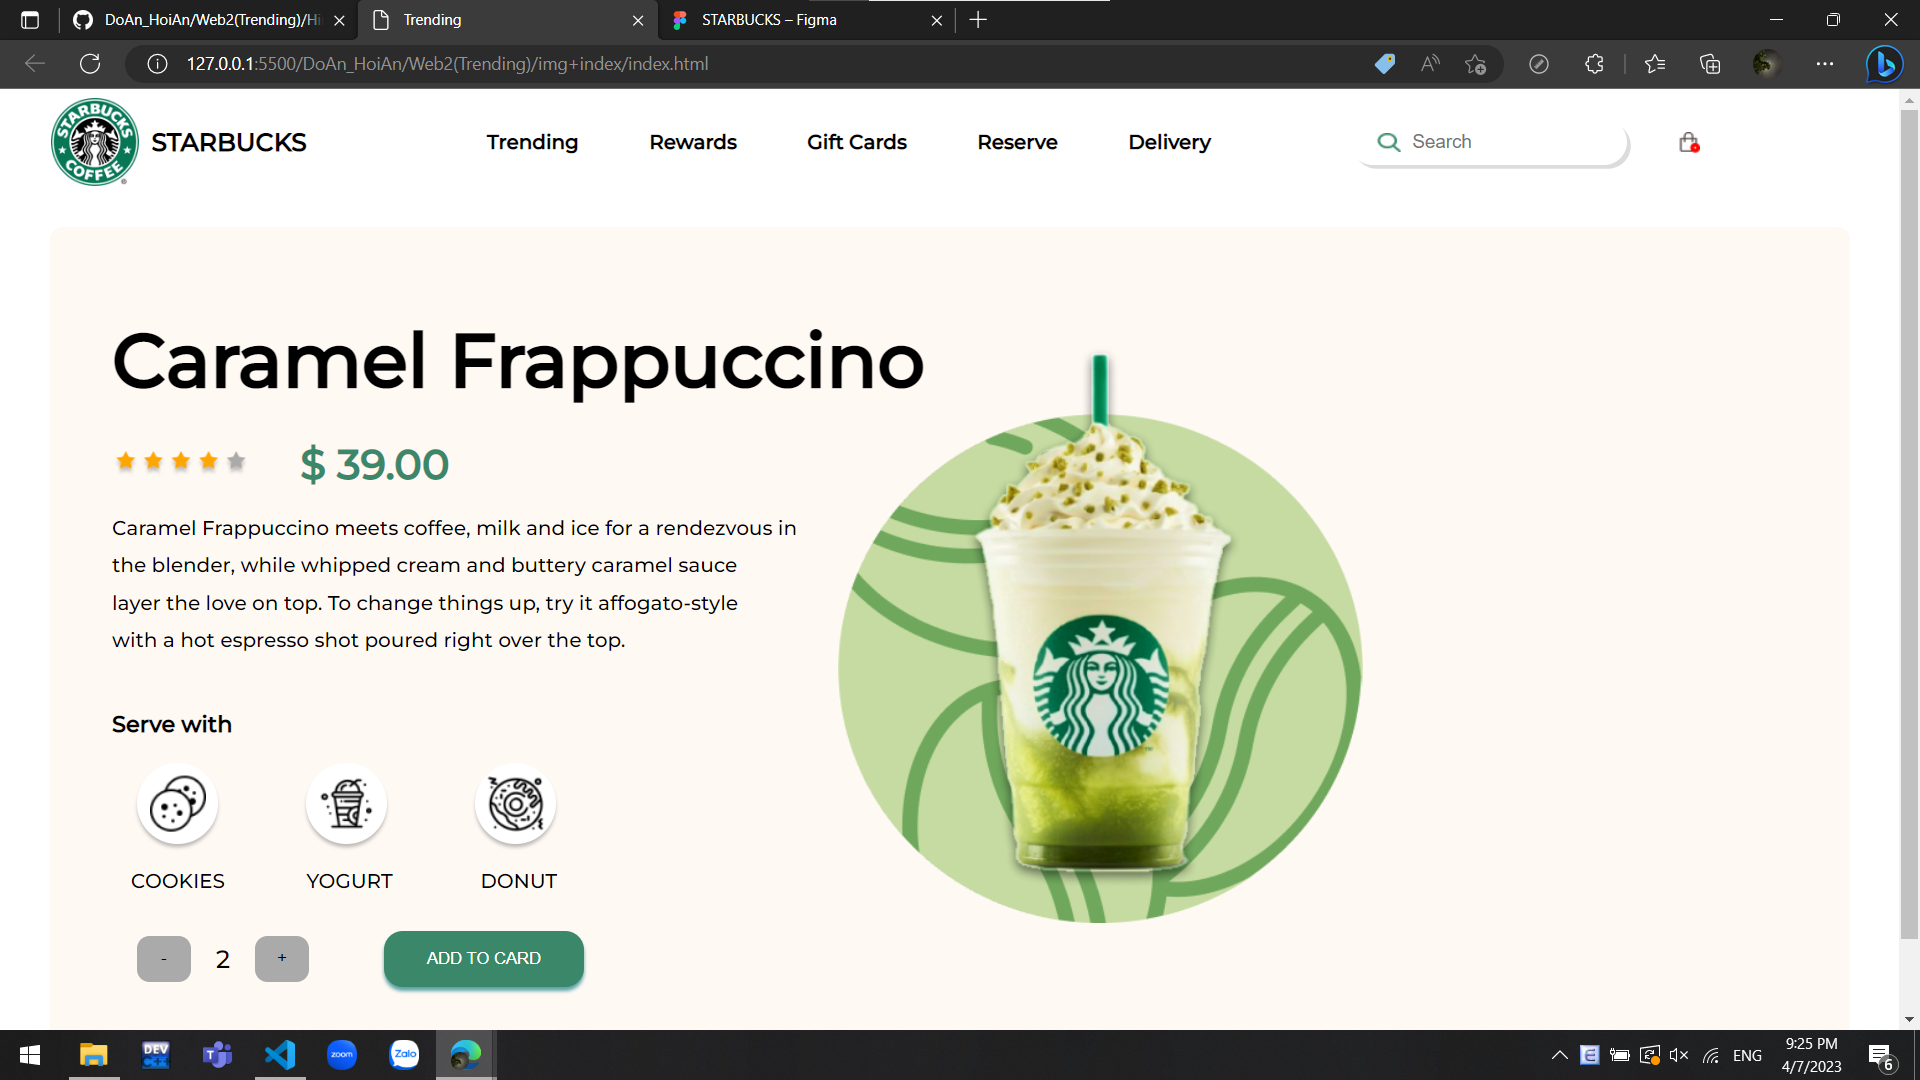 DoAn_HoiAn/Web2(Trending)/Hi
Trending
STARBUCKS – Figma
127.0.0.1:5500/DoAn_HoiAn/Web2(Trending)/img+index/index.html
STARBUCKS
COFFEE
STARBUCKS
Trending
Rewards
Gift Cards
Reserve
Delivery
Search
Caramel Frappuccino
$ 39.00
Caramel Frappuccino meets coffee, milk and ice for a rendezvous in
the blender, while whipped cream and buttery caramel sauce
layer the love on top. To change things up, try it affogato-style
with a hot espresso shot poured right over the top.
Serve with
COOKIES
YOGURT
DONUT
-
2
+
ADD TO CARD
DEV
C++
zoom
Zalo
ENG
9:25 PM
4/7/2023
6